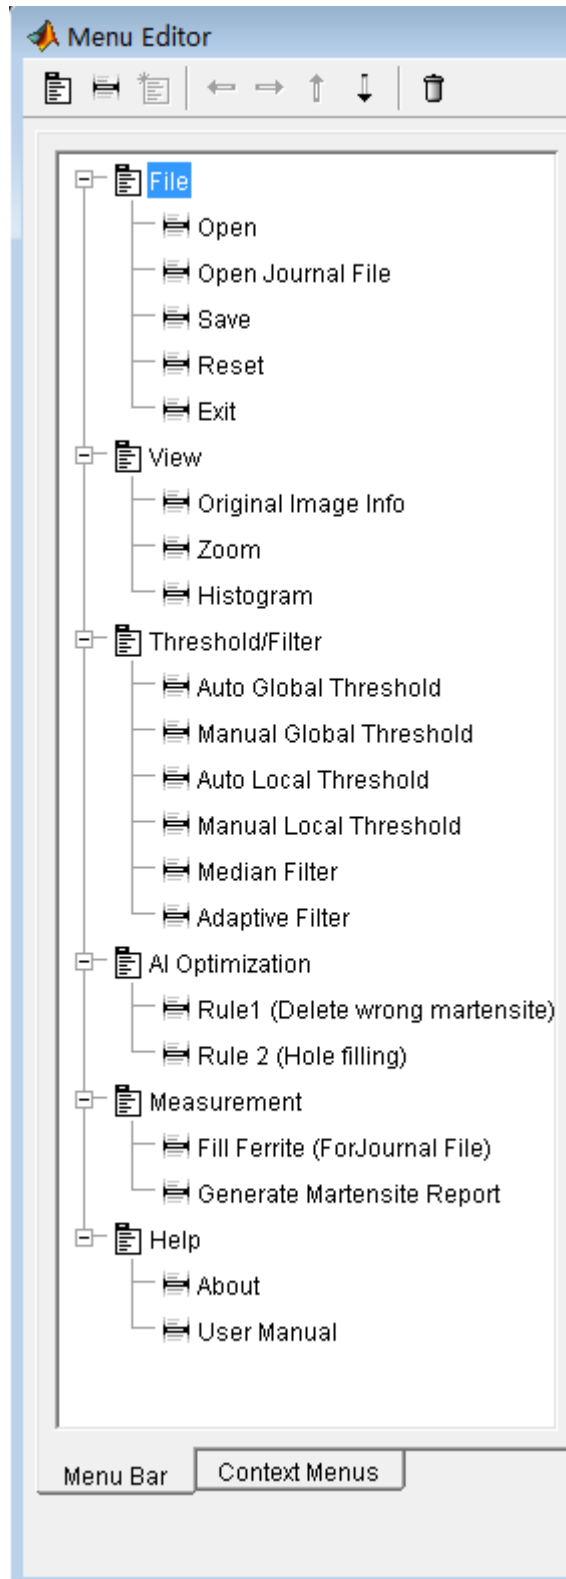 Menu Editor
File
Open
Open Journal File
Save
Reset
Exit
View
Original Image Info
Zoom
Histogram
Threshold/Filter
Auto Global Threshold
Manual Global Threshold
Auto Local Threshold
Manual Local Threshold
Median Filter
Adaptive Filter
AI Optimization
Rule1 (Delete wrong martensite)
Rule 2 (Hole filling)
Measurement
Fill Ferrite (ForJournal File)
Generate Martensite Report
Help
About
User Manual
Menu Bar Context Menus